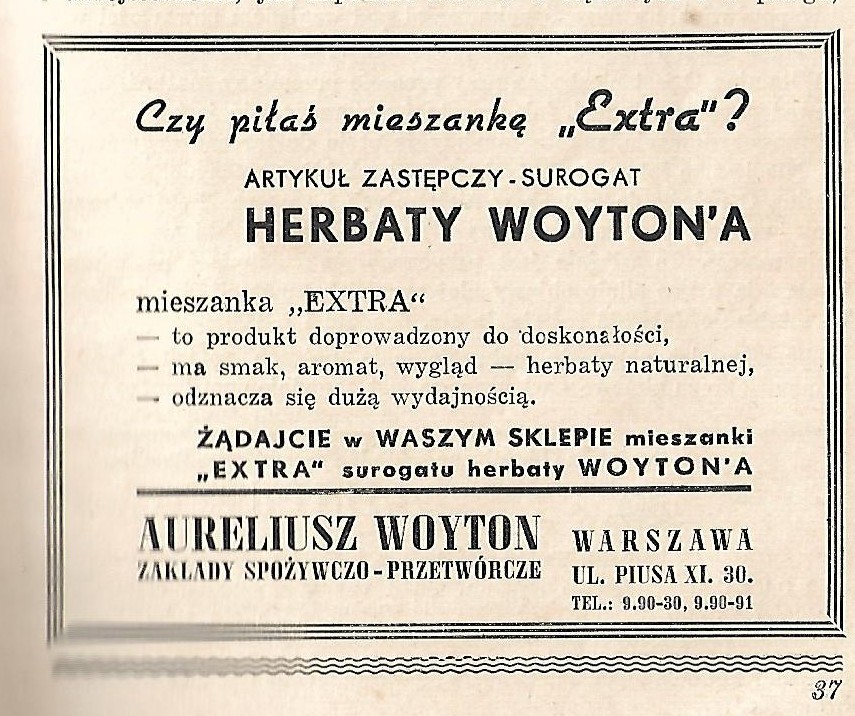 Czy piłaś mieszankę „Extra"?
ARTYKUŁ ZASTĘPCZY - SUROGAT
HERBATY WOYTON'A
mieszanka „EXTRA“
— to produkt doprowadzony do doskonałości,
— ma smak, aromat, wygląd — herbaty naturalnej,
— odznacza się dużą wydajnością.
ŻĄDAJCIE w WASZYM SKLEPIE mieszanki
„EXTRA" surogatu herbaty WOYTON'A
AURELIUSZ WOYTON
ZAKŁADY SPOŻYWCZO-PRZETWÓRCZE
WARSZAWA
UL. PIUSA XI. 30.
TEL.: 9.90-30, 9.90-91
37